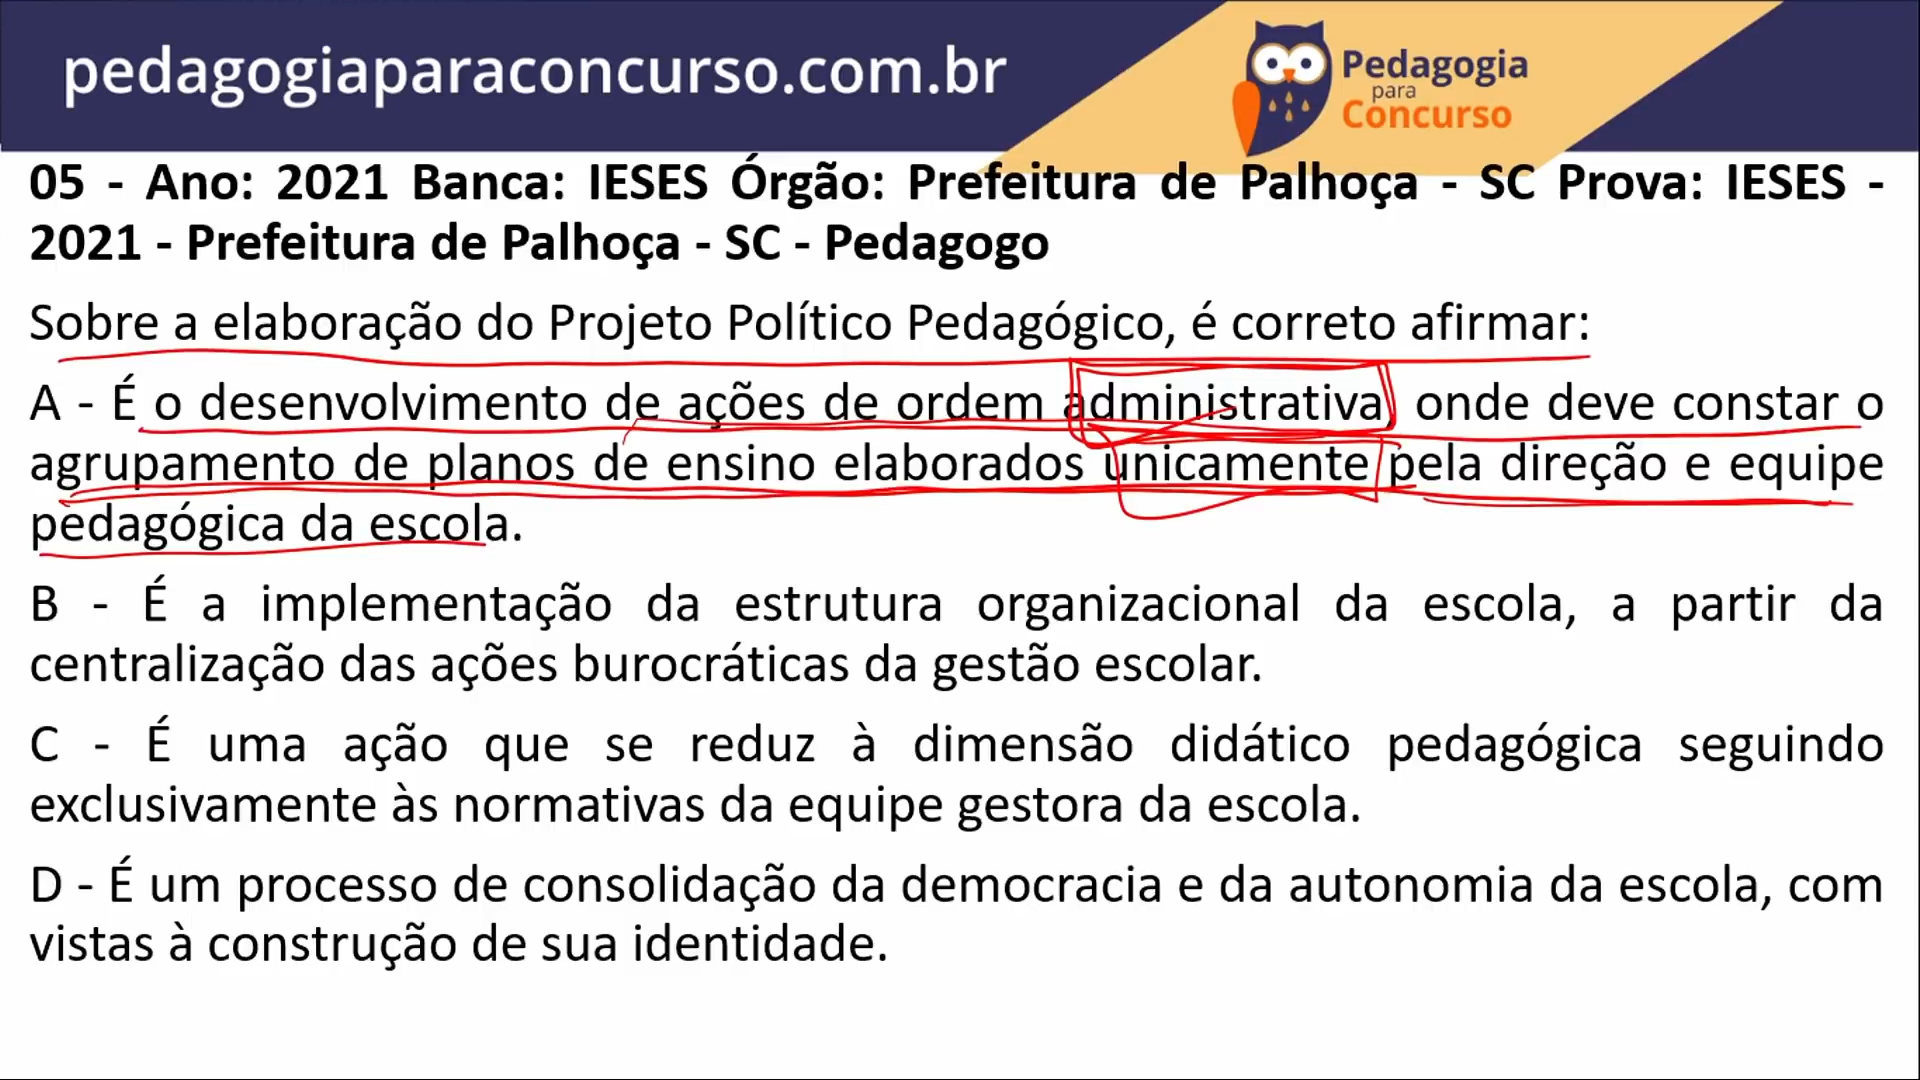 pedagogiaparaconcurso.com.br
Pedagogia
para
Concurso
05 - Ano: 2021 Banca: IESES Órgão: Prefeitura de Palhoça - SC Prova: IESES -
2021 - Prefeitura de Palhoça - SC - Pedagogo
Sobre a elaboração do Projeto Político Pedagógico, é correto afirmar:
A - É o desenvolvimento de ações de ordem administrativa, onde deve constar o
agrupamento de planos de ensino elaborados unicamente pela direção e equipe
pedagógica da escola.
B - É a implementação da estrutura organizacional da escola, a partir da
centralização das ações burocráticas da gestão escolar.
C - É uma ação que se reduz à dimensão didático pedagógica seguindo
exclusivamente às normativas da equipe gestora da escola.
D - É um processo de consolidação da democracia e da autonomia da escola, com
vistas à construção de sua identidade.